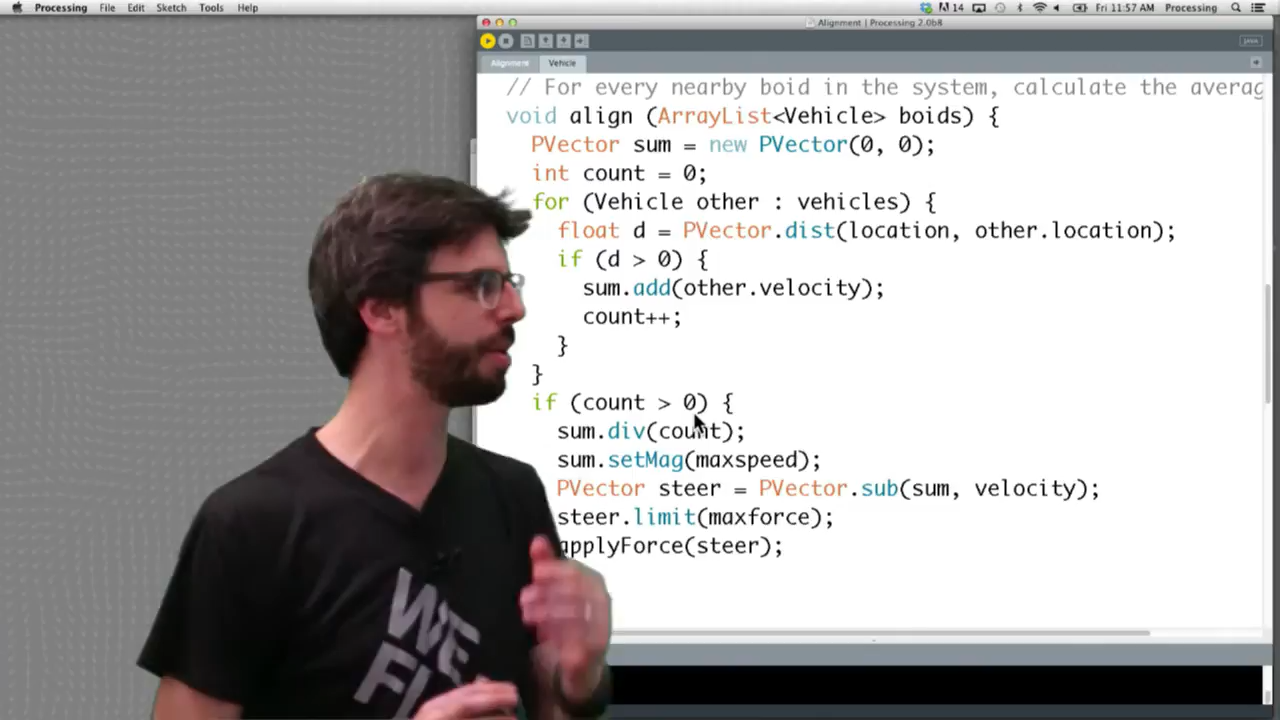 Processing File Edit Sketch Tools Help 14 Fri 11:57 AM Processing
Alignment | Processing 2.0b8
JAVA
Alignment Vehicle
// For every nearby boid in the system, calculate the averag
void align (ArrayList<Vehicle> boids) {
PVector sum = new PVector(0, 0);
int count = 0;
for (Vehicle other : vehicles) {
float d = PVector.dist(location, other.location);
if (d > 0) {
sum.add(other.velocity);
count++;
}
}
if (count > 0) {
sum.div(count);
sum.setMag(maxspeed);
PVector steer = PVector.sub(sum, velocity);
steer.limit(maxforce);
applyForce(steer);
WE